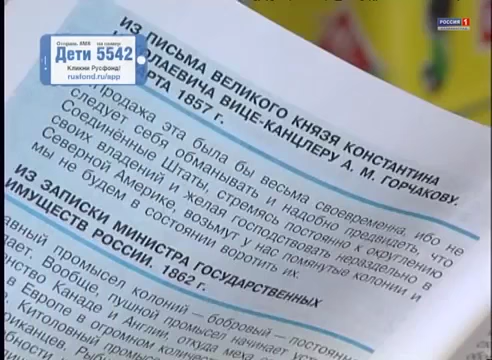 Отправь SMS на номер:
Дети 5542
Кликни Русфонд!
rusfond.ru/app
РОССИЯ 1
ИЗ ПИСЬМА ВЕЛИКОГО КНЯЗЯ КОНСТАНТИНА
ВИЦЕ-КАНЦЛЕРУ А. М. ГОРЧАКОВУ.
МАРТА 1857 г.
Продажа эта была бы весьма своевременна, ибо не
следует себя обманывать и надобно предвидеть, что
Соединённые Штаты, стремясь постоянно к округлению
своих владений и желая господствовать нераздельно в
Северной Америке, возьмут у нас помянутые колонии и
мы не будем в состоянии воротить их.
ИЗ ЗАПИСКИ МИНИСТРА ГОСУДАРСТВЕННЫХ
ИМУЩЕСТВ РОССИИ. 1862 г.
промысел колоний – бобровый –
Вообще, пушной промысел начинает
Канаде и Англии откуда меха
в Европе в огромном
Китоловный промысел